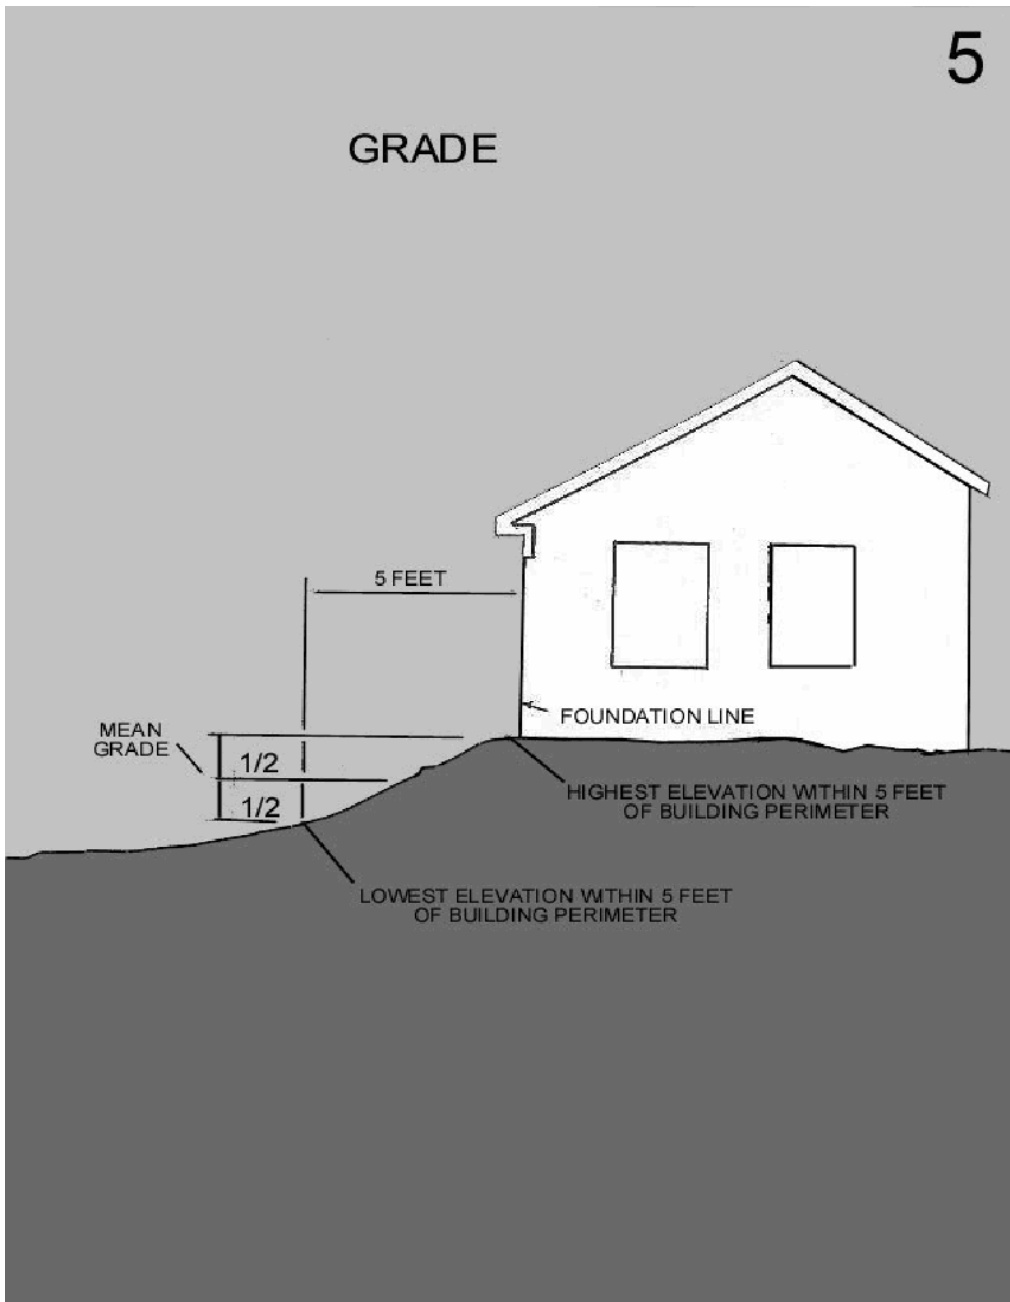 5
GRADE
5 FEET
FOUNDATION LINE
MEAN
GRADE
1/2
1/2
HIGHEST ELEVATION WITHIN 5 FEET
OF BUILDING PERIMETER
LOWEST ELEVATION WITHIN 5 FEET
OF BUILDING PERIMETER